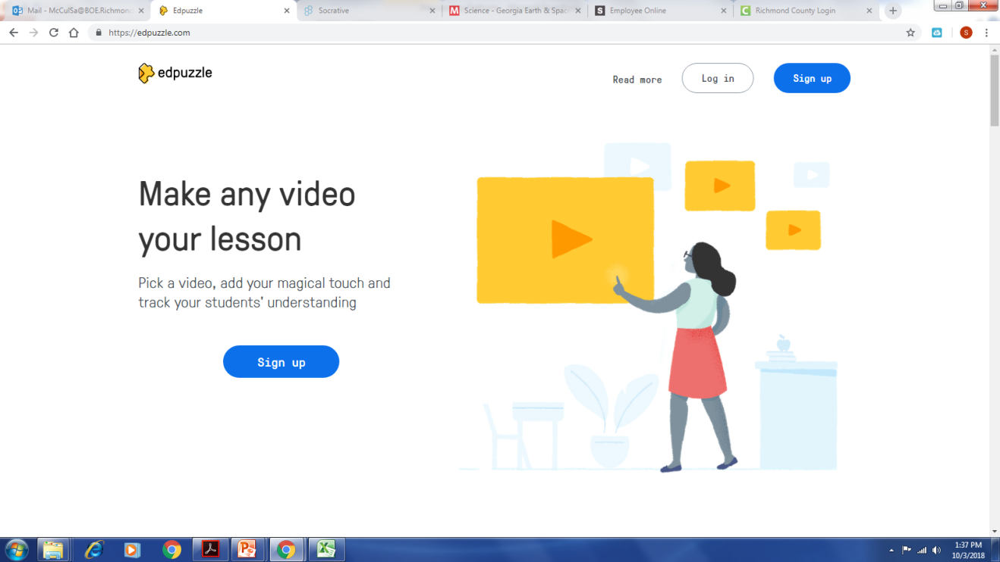 Mail - McCulSa@BOE.Richmond
Edpuzzle
Socrative
Science - Georgia Earth & Space
Employee Online
Richmond County Login
https://edpuzzle.com
S
edpuzzle
Read more
Log in
Sign up
Make any video
your lesson
Pick a video, add your magical touch and
track your students' understanding
Sign up
1:37 PM
10/3/2018